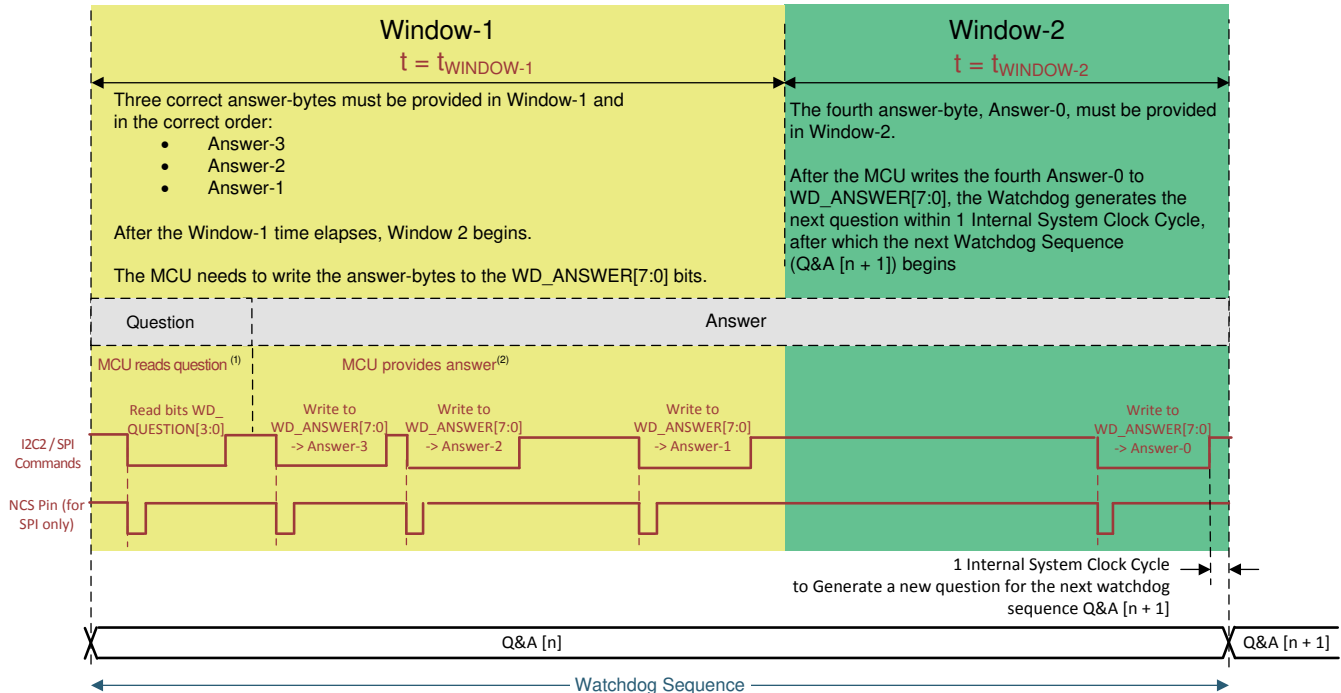 Window-1
t = tWINDOW-1
Three correct answer-bytes must be provided in Window-1 and
in the correct order:
• Answer-3
• Answer-2
• Answer-1
After the Window-1 time elapses, Window 2 begins.
The MCU needs to write the answer-bytes to the WD_ANSWER[7:0] bits.
Window-2
t = tWINDOW-2
The fourth answer-byte, Answer-0, must be provided
in Window-2.
After the MCU writes the fourth Answer-0 to
WD_ANSWER[7:0], the Watchdog generates the
next question within 1 Internal System Clock Cycle,
after which the next Watchdog Sequence
(Q&A [n + 1]) begins
Question
Answer
MCU reads question (1)
MCU provides answer(2)
I2C2 / SPI
Commands
Read bits WD_
QUESTION[3:0]
Write to
WD_ANSWER[7:0]
-> Answer-3
Write to
WD_ANSWER[7:0]
-> Answer-2
Write to
WD_ANSWER[7:0]
-> Answer-1
Write to
WD_ANSWER[7:0]
-> Answer-0
NCS Pin (for
SPI only)
1 Internal System Clock Cycle
to Generate a new question for the next watchdog
sequence Q&A [n + 1]
Q&A [n]
Q&A [n + 1]
Watchdog Sequence